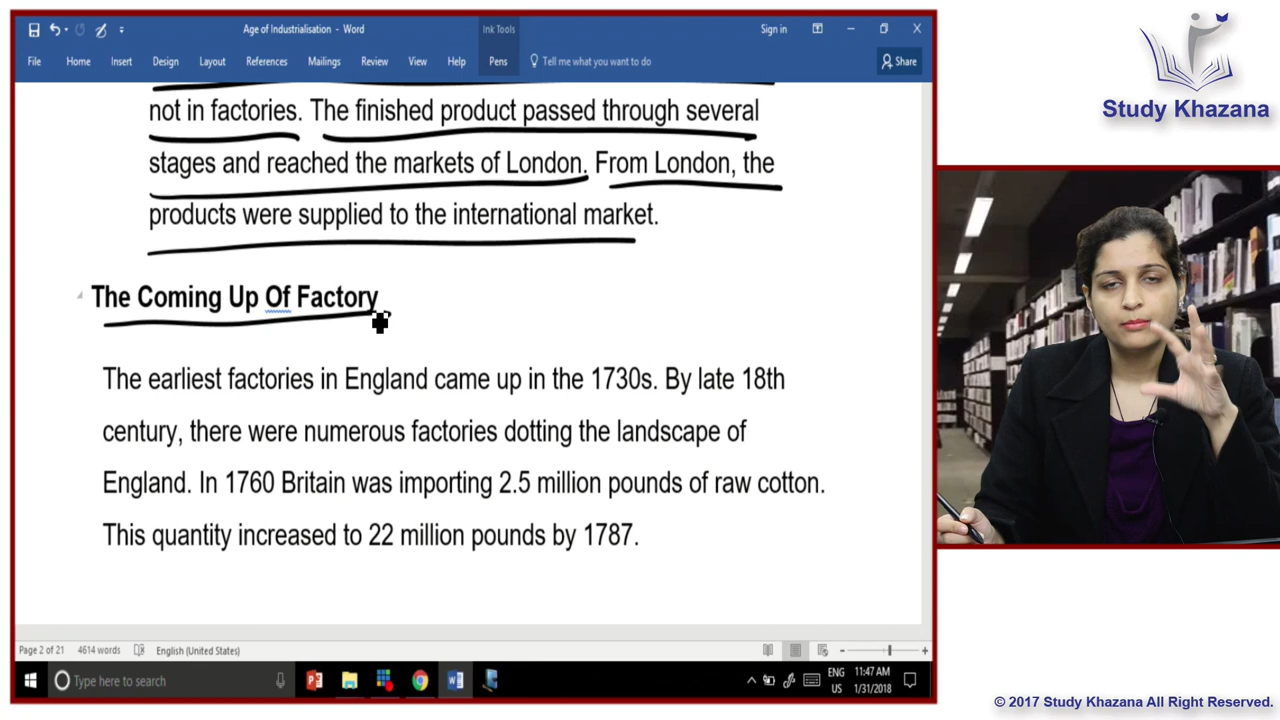 Age of Industrialisation - Word
Ink Tools
Sign in
File
Home
Insert
Design
Layout
References
Mailings
Review
View
Help
Pens
Tell me what you want to do
Share
not in factories. The finished product passed through several
stages and reached the markets of London. From London, the
products were supplied to the international market.
The Coming Up Of Factory
The earliest factories in England came up in the 1730s. By late 18th
century, there were numerous factories dotting the landscape of
England. In 1760 Britain was importing 2.5 million pounds of raw cotton.
This quantity increased to 22 million pounds by 1787.
Page 2 of 21
4614 words
English (United States)
Type here to search
ENG
US
11:47 AM
1/31/2018
Study Khazana
© 2017 Study Khazana All Right Reserved.